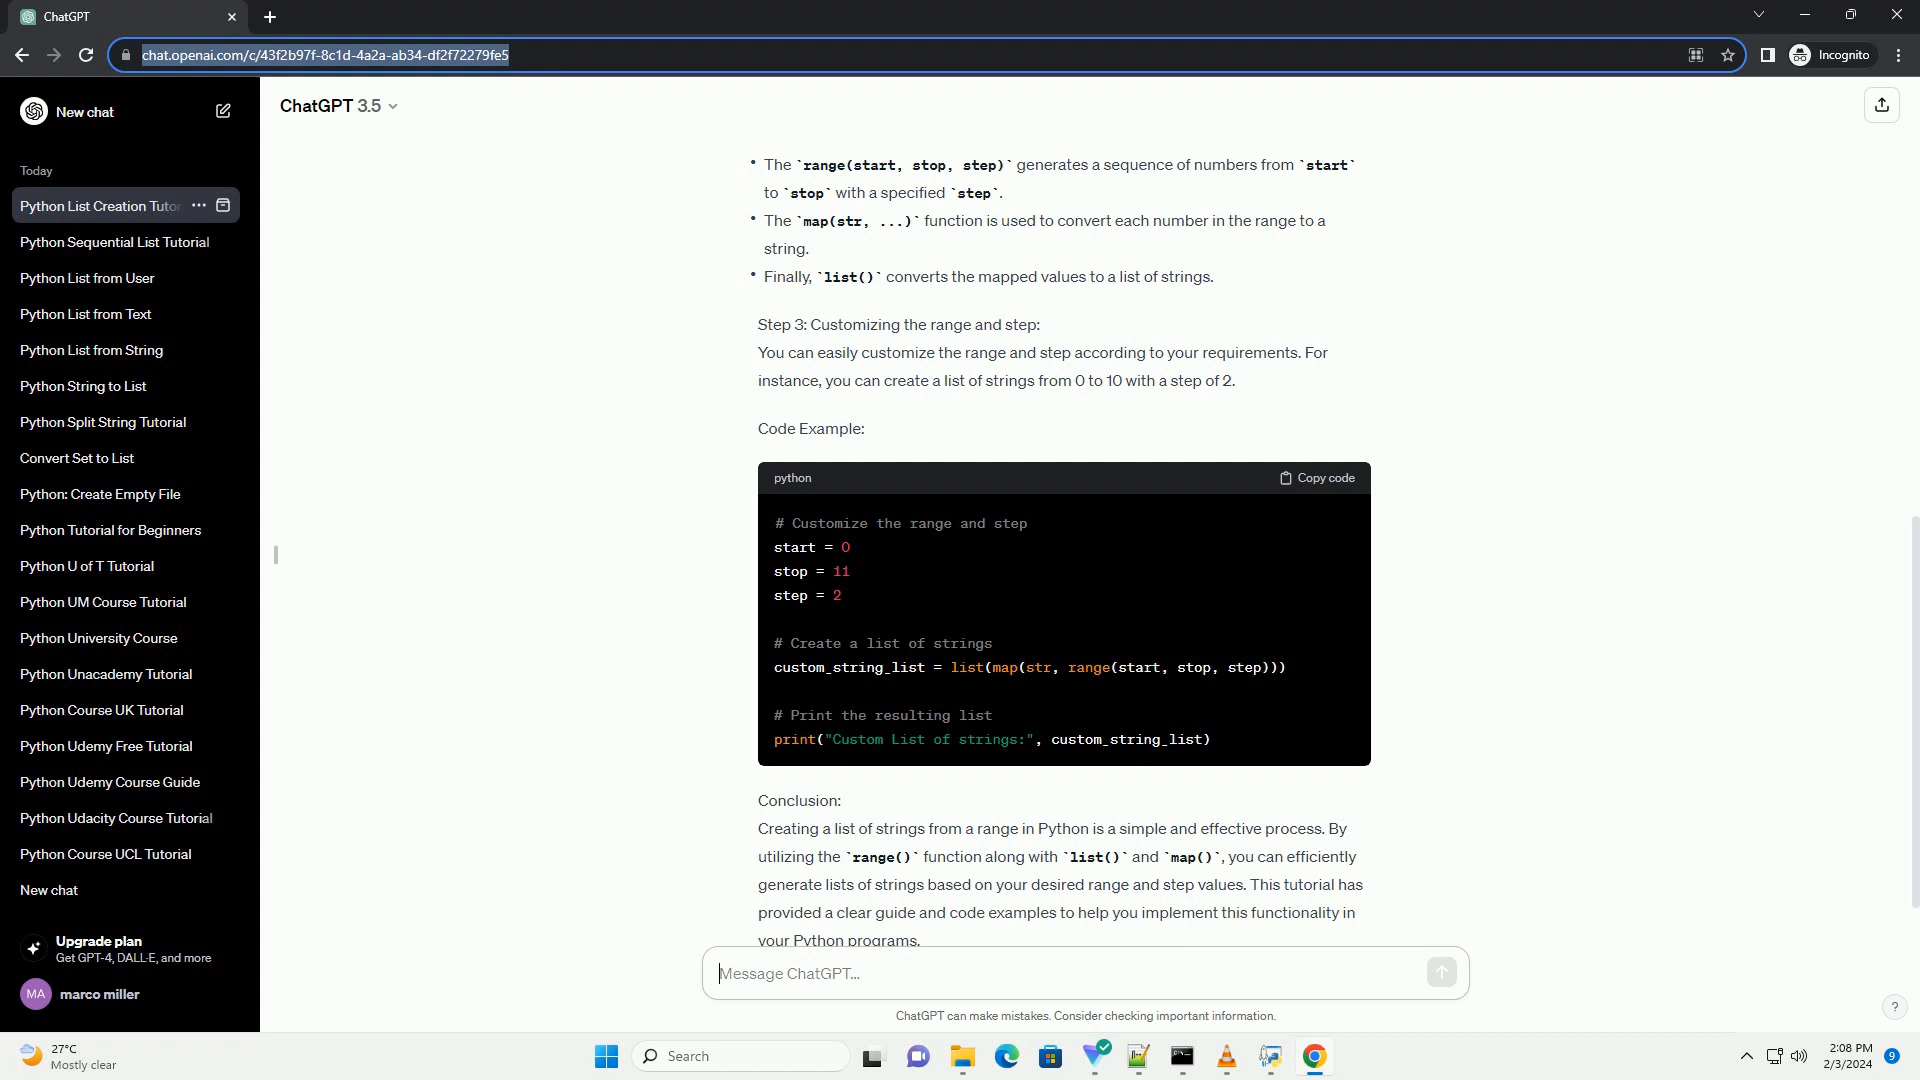 ChatGPT
chat.openai.com/c/43f2b97f-8c1d-4a2a-ab34-df2f72279fe5
Incognito
New chat
Today
Python List Creation Tutor
Python Sequential List Tutorial
Python List from User
Python List from Text
Python List from String
Python String to List
Python Split String Tutorial
Convert Set to List
Python: Create Empty File
Python Tutorial for Beginners
Python U of T Tutorial
Python UM Course Tutorial
Python University Course
Python Unacademy Tutorial
Python Course UK Tutorial
Python Udemy Free Tutorial
Python Udemy Course Guide
Python Udacity Course Tutorial
Python Course UCL Tutorial
New chat
Upgrade plan
Get GPT-4, DALL·E, and more
MA marco miller
ChatGPT 3.5
• The `range(start, stop, step)` generates a sequence of numbers from `start`
to `stop` with a specified `step`.
• The `map(str, ...)` function is used to convert each number in the range to a
string.
• Finally, `list()` converts the mapped values to a list of strings.
Step 3: Customizing the range and step:
You can easily customize the range and step according to your requirements. For
instance, you can create a list of strings from 0 to 10 with a step of 2.
Code Example:
python Copy code
# Customize the range and step
start = 0
stop = 11
step = 2
# Create a list of strings
custom_string_list = list(map(str, range(start, stop, step)))
# Print the resulting list
print("Custom List of strings:", custom_string_list)
Conclusion:
Creating a list of strings from a range in Python is a simple and effective process. By
utilizing the `range()` function along with `list()` and `map()`, you can efficiently
generate lists of strings based on your desired range and step values. This tutorial has
provided a clear guide and code examples to help you implement this functionality in
your Python programs.
Message ChatGPT...
ChatGPT can make mistakes. Consider checking important information.
?
27°C
Mostly clear
Search
2:08 PM
2/3/2024
9